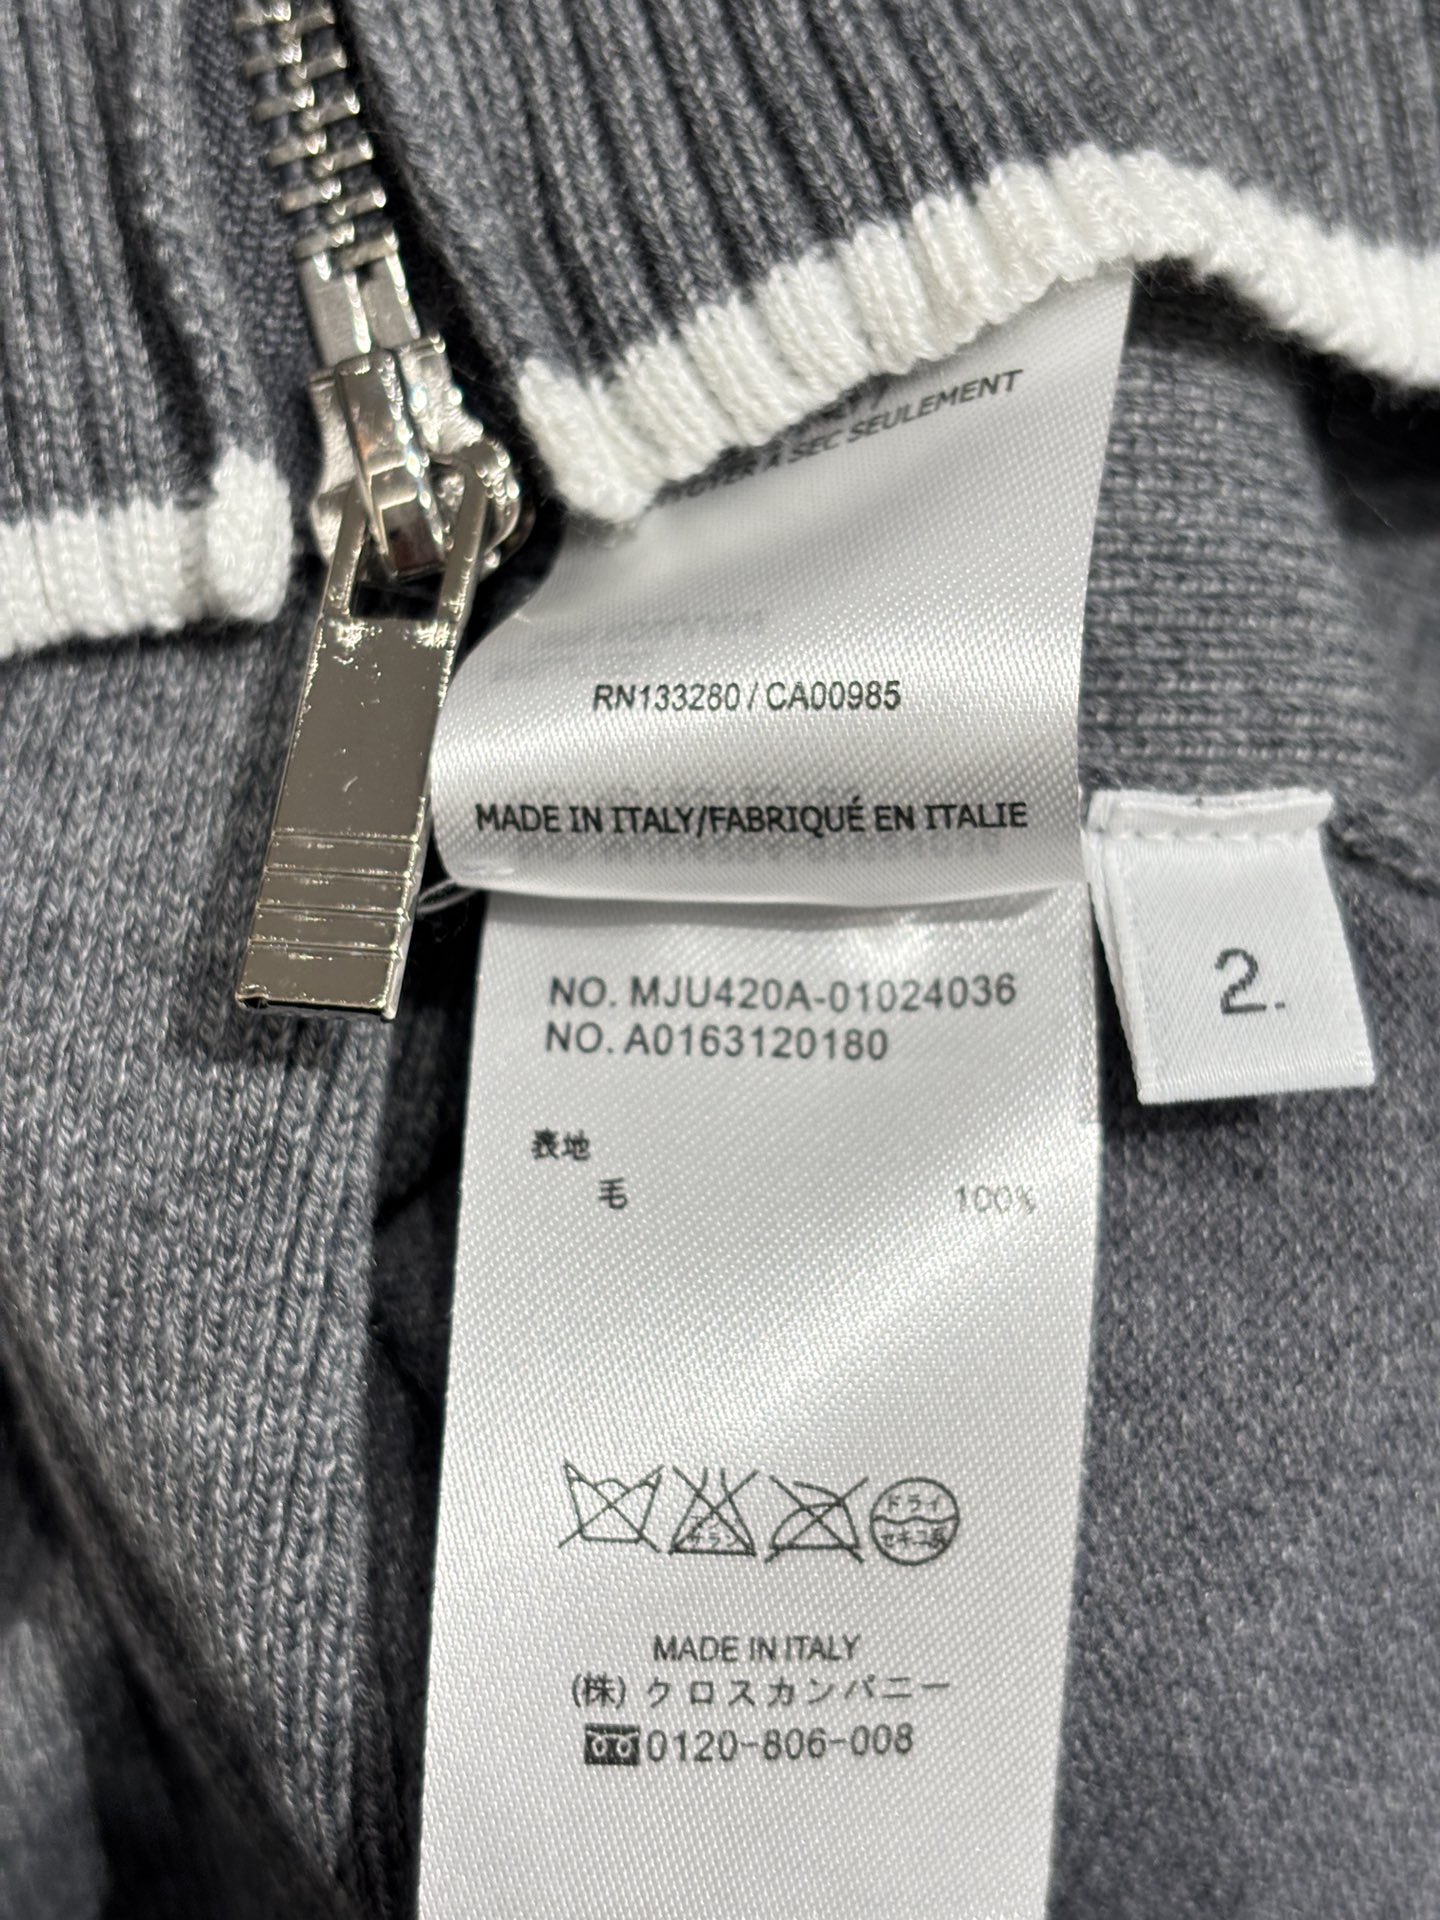 À SEC SEULEMENT
RN133280 / CA00985
MADE IN ITALY/FABRIQUÉ EN ITALIE
2.
NO. MJU420A-01024036
NO. A0163120180
表地
毛 100%
ドライ
セキユ系
MADE IN ITALY
(株) クロスカンパニー
0120-806-008